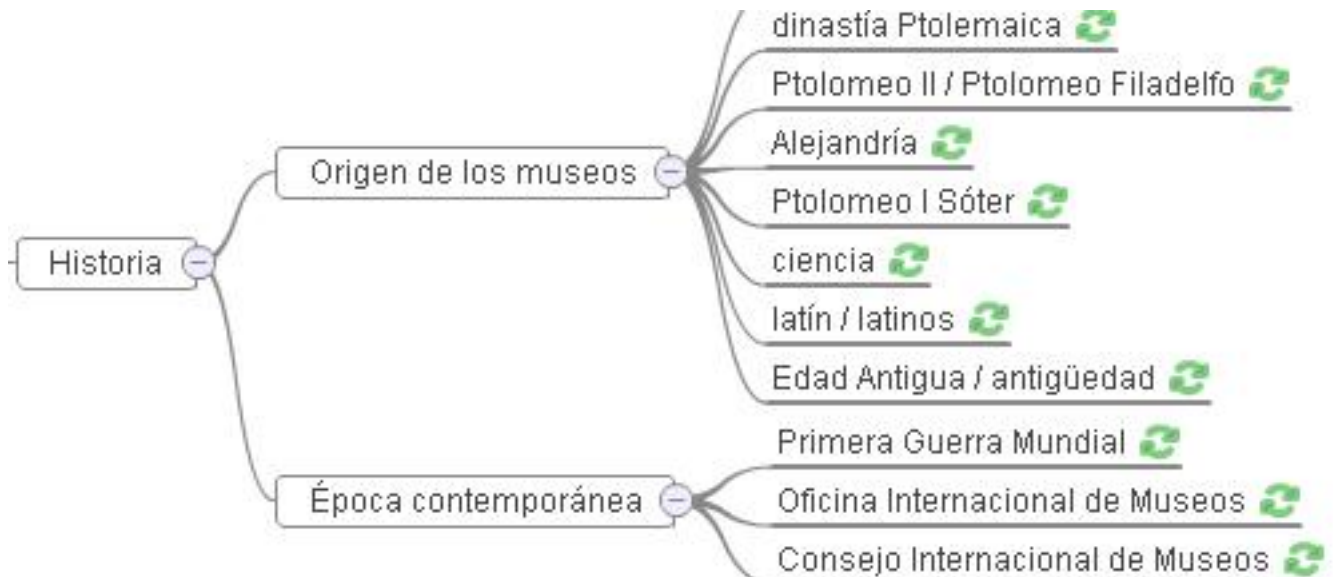 dinastía Ptolemaica
Ptolomeo II / Ptolomeo Filadelfo
Alejandría
Origen de los museos
Ptolomeo I Sóter
Historia
ciencia
latín / latinos
Edad Antigua / antigüedad
Primera Guerra Mundial
Época contemporánea
Oficina Internacional de Museos
Consejo Internacional de Museos